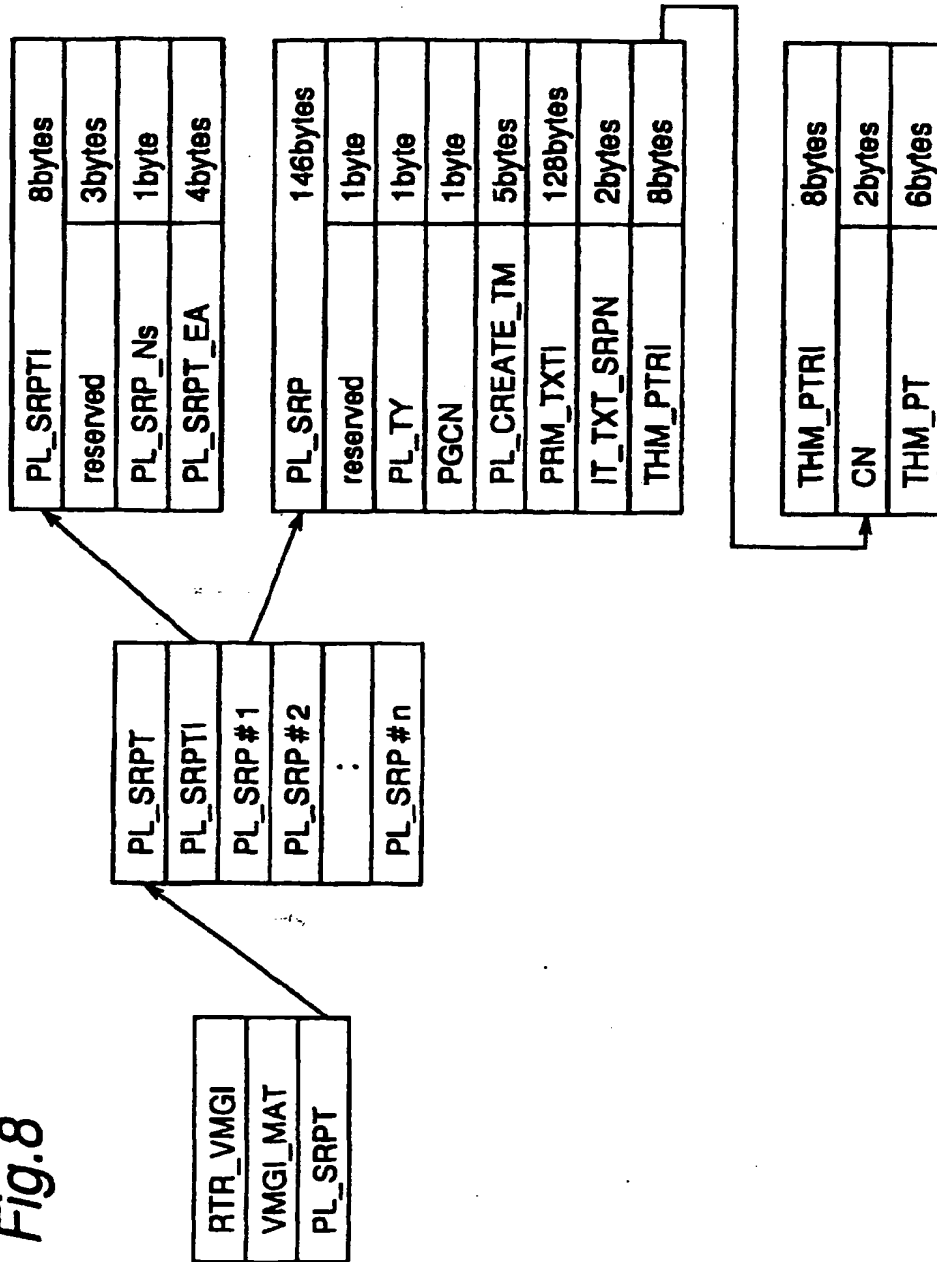 Fig.8
RTR_VMGI
VMGI_MAT
PL_SRPT
PL_SRPT
PL_SRPTI
PL_SRP#1
PL_SRP#2
:
PL_SRP#n
PL_SRPTI 8bytes
reserved 3bytes
PL_SRP_Ns 1byte
PL_SRPT_EA 4bytes
PL_SRP 146bytes
reserved 1byte
PL_TY 1byte
PGCN 1byte
PL_CREATE_TM 5bytes
PRM_TXTI 128bytes
IT_TXT_SRPN 2bytes
THM_PTRI 8bytes
THM_PTRI 8bytes
CN 2bytes
THM_PT 6bytes